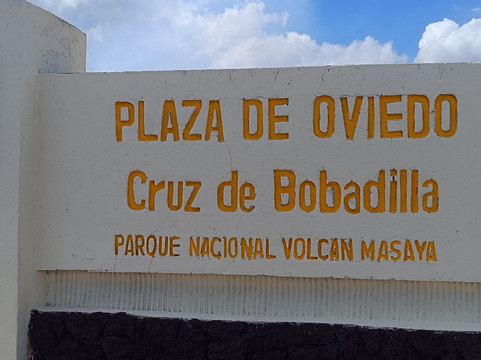 PLAZA DE OVIEDO
Cruz de Bobadilla
PARQUE NACIONAL VOLCAN MASAYA